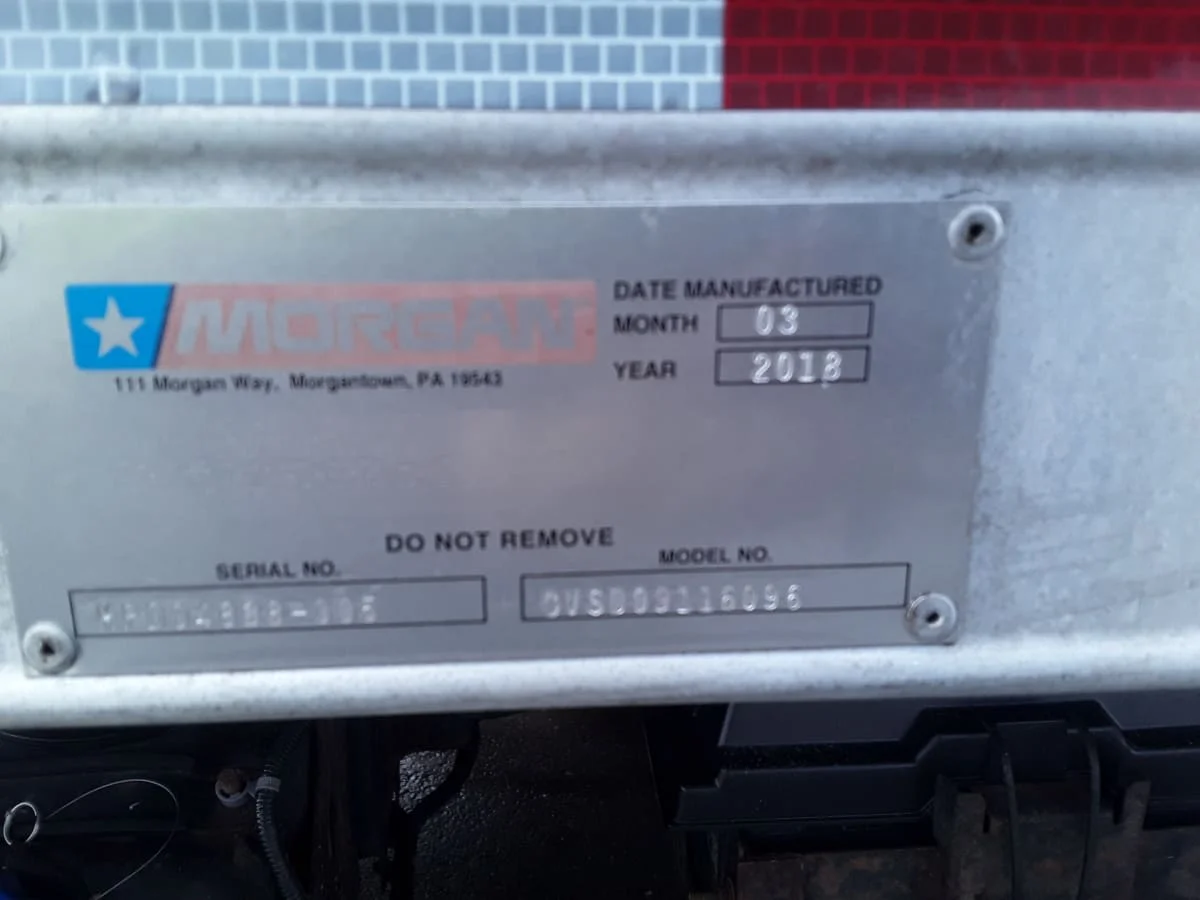 MORGAN
111 Morgan Way, Morgantown, PA 19543
DATE MANUFACTURED
MONTH 03
YEAR 2018
DO NOT REMOVE
SERIAL NO.
MODEL NO.